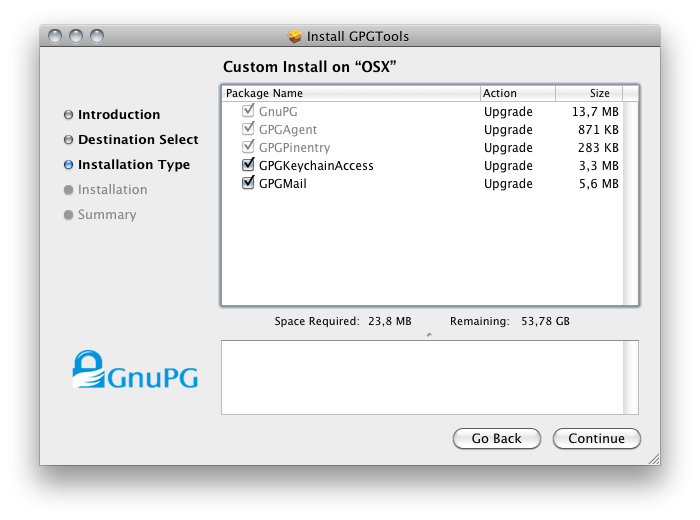 Install GPGTools
Custom Install on “OSX”
Introduction
Destination Select
Installation Type
Installation
Summary
Package Name Action Size
GnuPG Upgrade 13,7 MB
GPGAgent Upgrade 871 KB
GPGPinentry Upgrade 283 KB
GPGKeychainAccess Upgrade 3,3 MB
GPGMail Upgrade 5,6 MB
Space Required: 23,8 MB Remaining: 53,78 GB
GnuPG
Go Back Continue